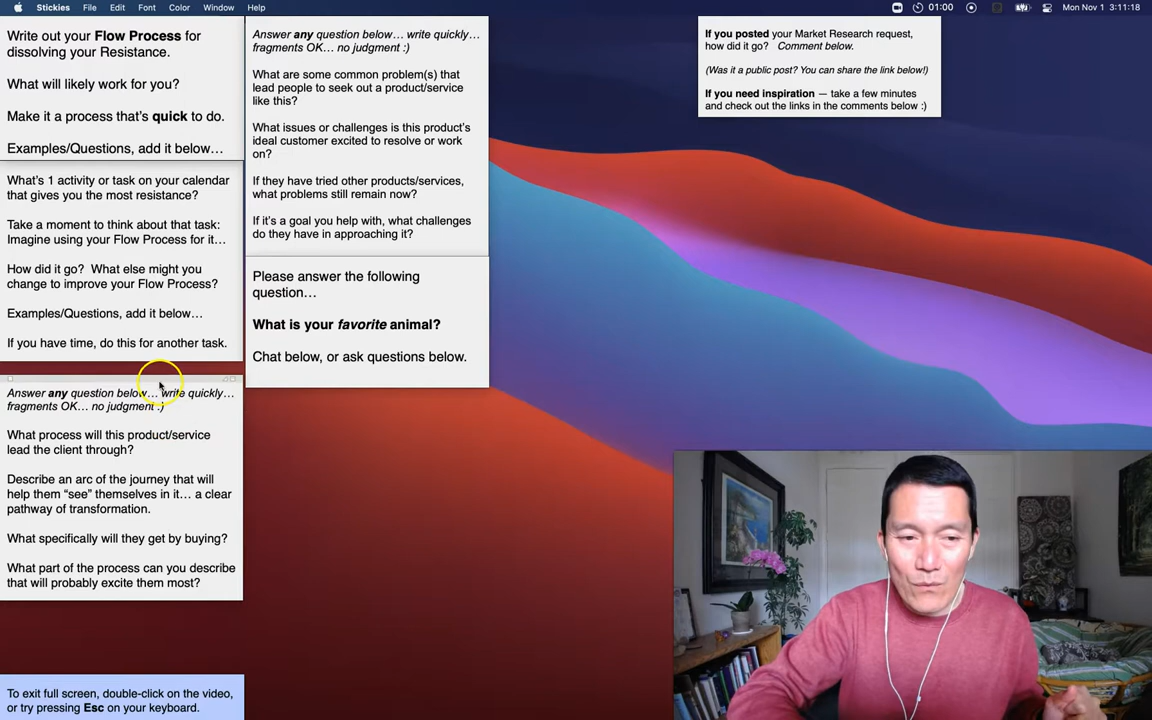 Stickies File Edit Font Color Window Help
01:00 Mon Nov 1 3:11:18
Write out your Flow Process for
dissolving your Resistance.
What will likely work for you?
Make it a process that's quick to do.
Examples/Questions, add it below…
What's 1 activity or task on your calendar
that gives you the most resistance?
Take a moment to think about that task:
Imagine using your Flow Process for it…
How did it go? What else might you
change to improve your Flow Process?
Examples/Questions, add it below…
If you have time, do this for another task.
Answer any question below… write quickly…
fragments OK… no judgment :)
What process will this product/service
lead the client through?
Describe an arc of the journey that will
help them “see” themselves in it… a clear
pathway of transformation.
What specifically will they get by buying?
What part of the process can you describe
that will probably excite them most?
To exit full screen, double-click on the video,
or try pressing Esc on your keyboard.
Answer any question below… write quickly…
fragments OK… no judgment :)
What are some common problem(s) that
lead people to seek out a product/service
like this?
What issues or challenges is this product's
ideal customer excited to resolve or work
on?
If they have tried other products/services,
what problems still remain now?
If it's a goal you help with, what challenges
do they have in approaching it?
Please answer the following
question…
What is your favorite animal?
Chat below, or ask questions below.
If you posted your Market Research request,
how did it go? Comment below.
(Was it a public post? You can share the link below!)
If you need inspiration — take a few minutes
and check out the links in the comments below :)